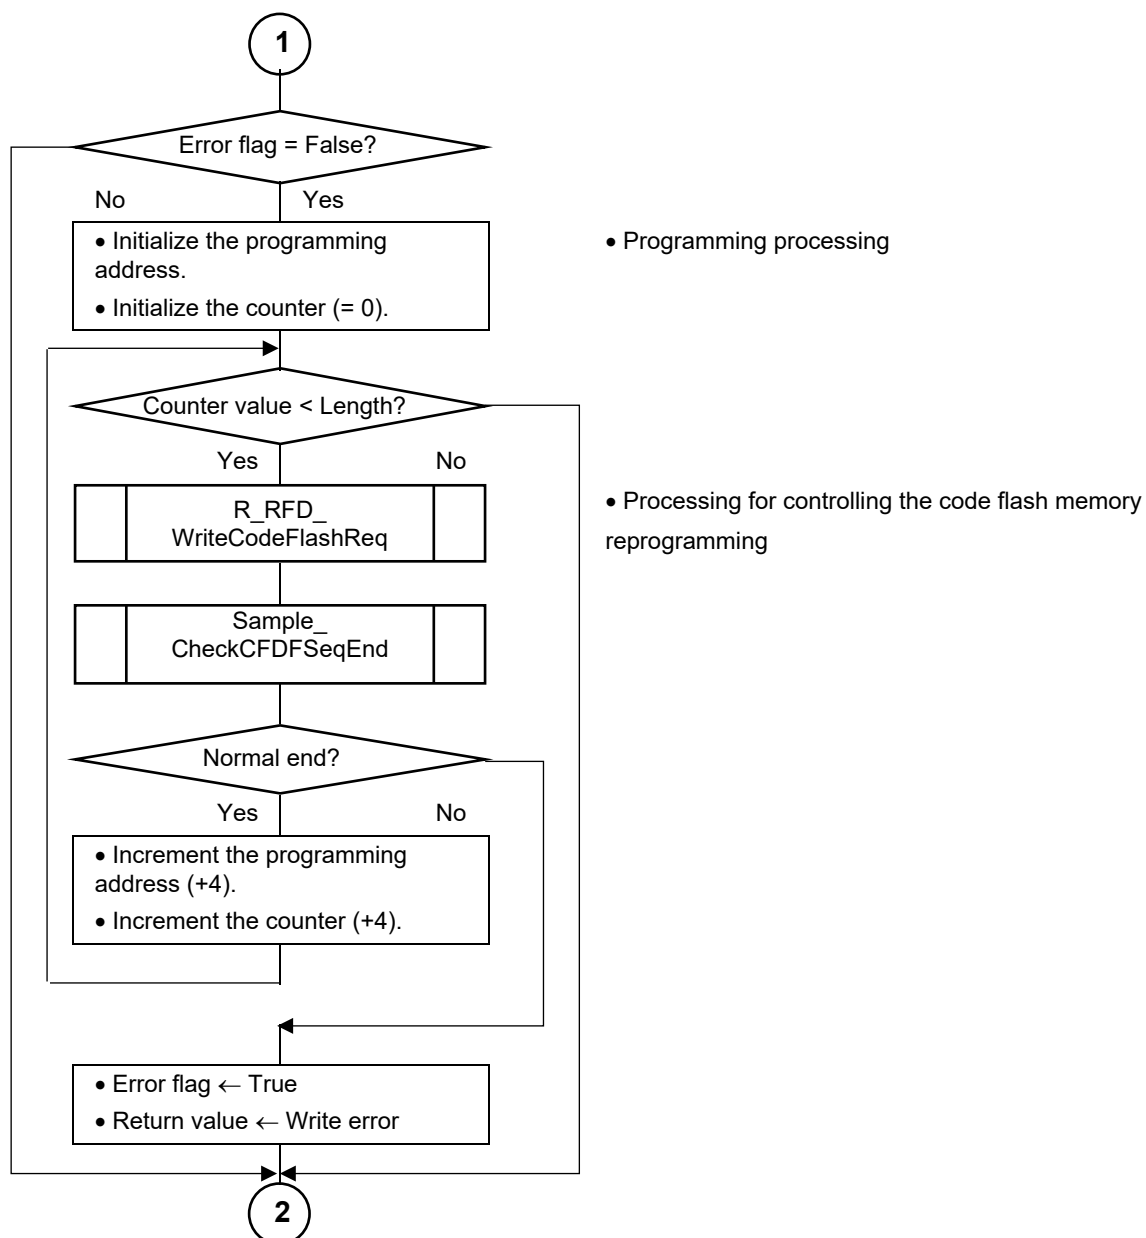 1
Error flag = False?
No
Yes
• Initialize the programming
address.
• Initialize the counter (= 0).
• Programming processing
Counter value < Length?
Yes
No
R_RFD_
WriteCodeFlashReq
• Processing for controlling the code flash memory
reprogramming
Sample_
CheckCFDFSeqEnd
Normal end?
Yes
No
• Increment the programming
address (+4).
• Increment the counter (+4).
• Error flag ← True
• Return value ← Write error
2